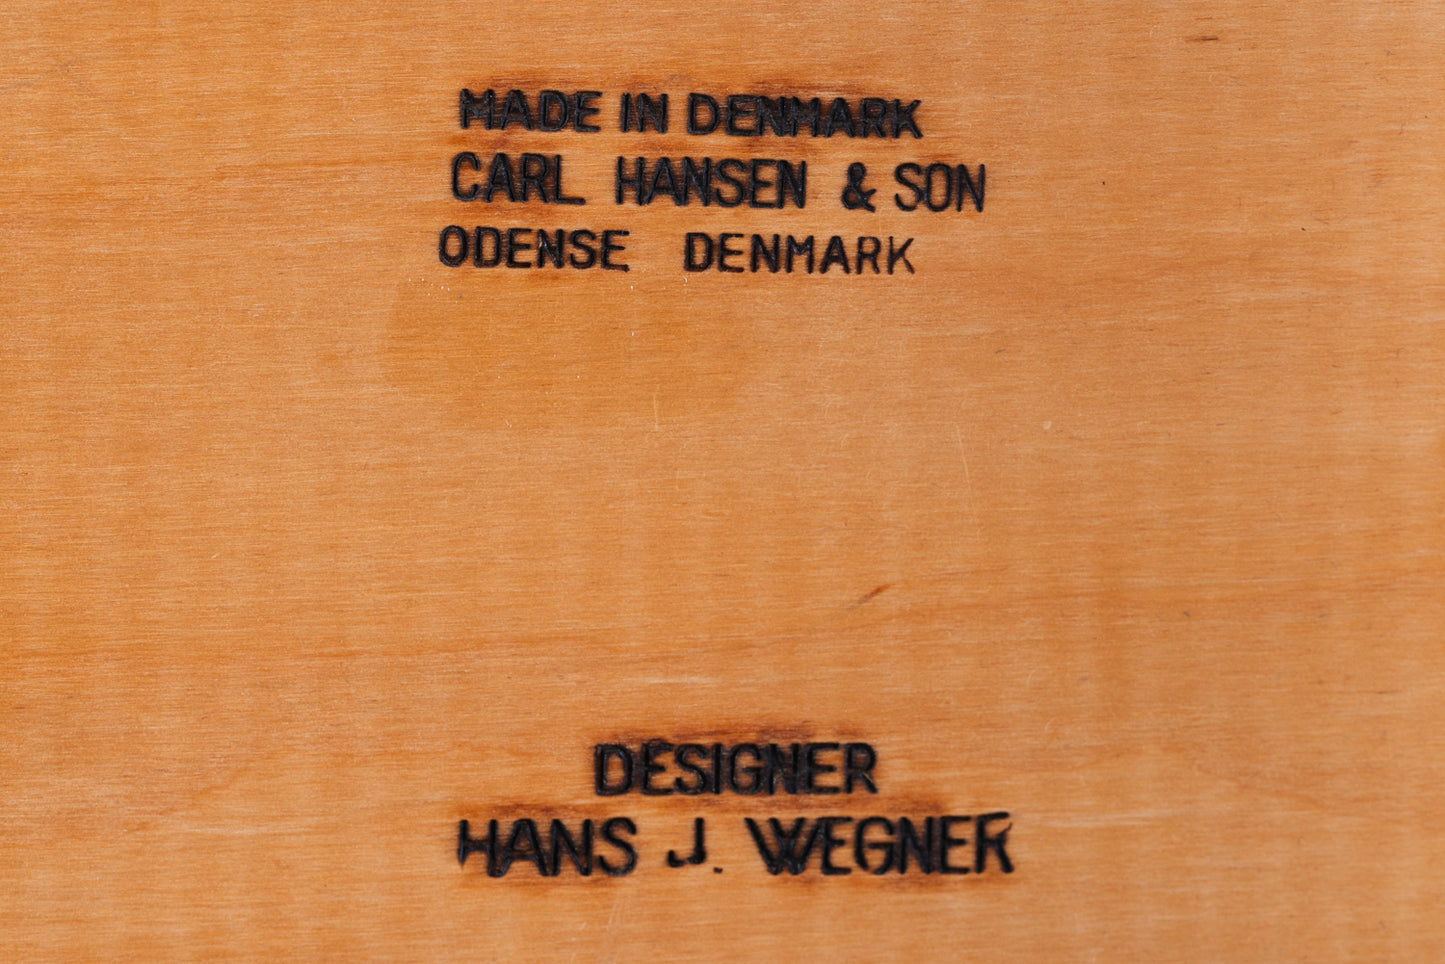 MADE IN DENMARK
CARL HANSEN & SON
ODENSE DENMARK
DESIGNER
HANS J. WEGNER